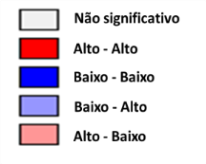 Não significativo
Alto - Alto
Baixo - Baixo
Baixo - Alto
Alto - Baixo